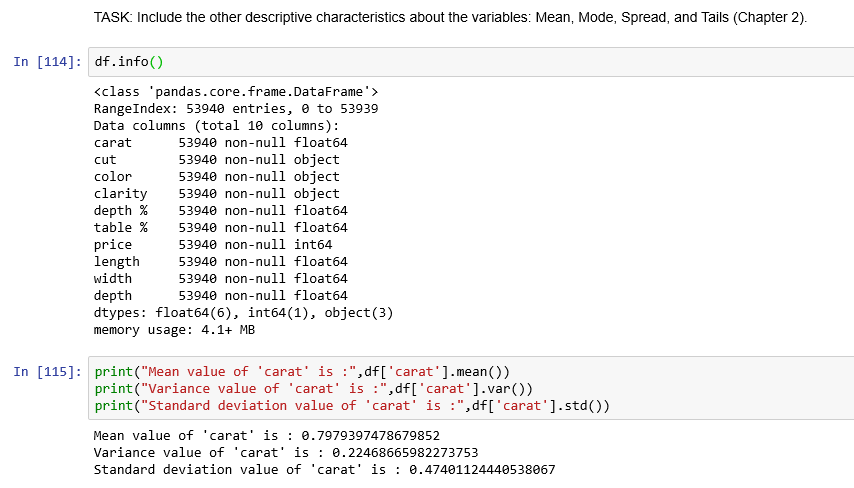 TASK: Include the other descriptive characteristics about the variables: Mean, Mode, Spread, and Tails (Chapter 2).
In [114]: df.info()
<class 'pandas.core.frame.DataFrame'>
RangeIndex: 53940 entries, 0 to 53939
Data columns (total 10 columns):
carat      53940 non-null float64
cut        53940 non-null object
color      53940 non-null object
clarity    53940 non-null object
depth %    53940 non-null float64
table %    53940 non-null float64
price      53940 non-null int64
length     53940 non-null float64
width      53940 non-null float64
depth      53940 non-null float64
dtypes: float64(6), int64(1), object(3)
memory usage: 4.1+ MB
In [115]: print("Mean value of 'carat' is :",df['carat'].mean())
print("Variance value of 'carat' is :",df['carat'].var())
print("Standard deviation value of 'carat' is :",df['carat'].std())
Mean value of 'carat' is : 0.7979397478679852
Variance value of 'carat' is : 0.22468665982273753
Standard deviation value of 'carat' is : 0.47401124440538067